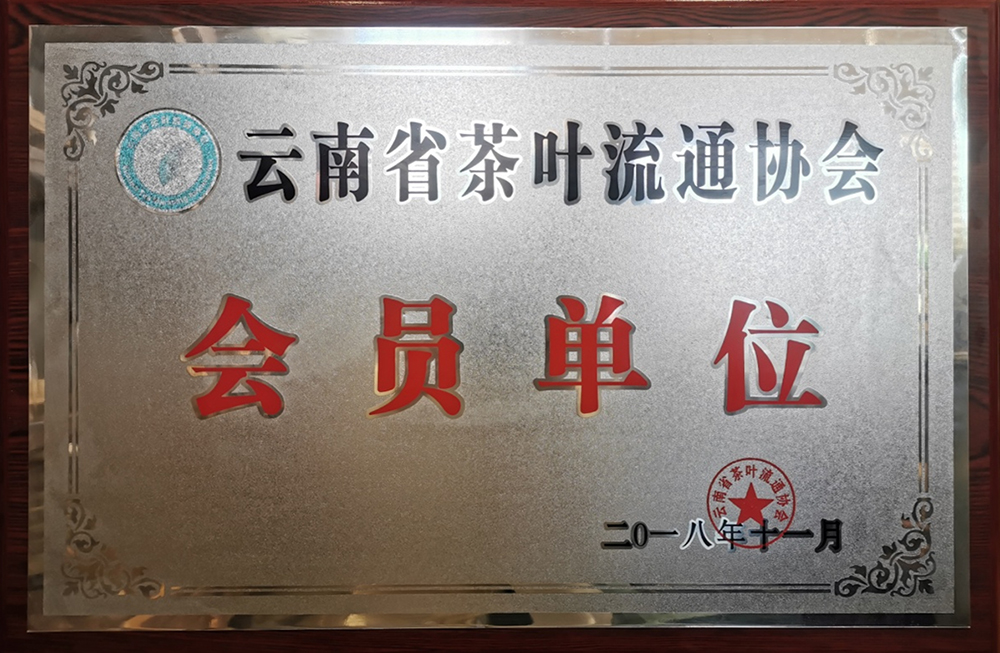 云南省茶叶流通协会
会员单位
云南省茶叶流通协会
二0一八年十一月